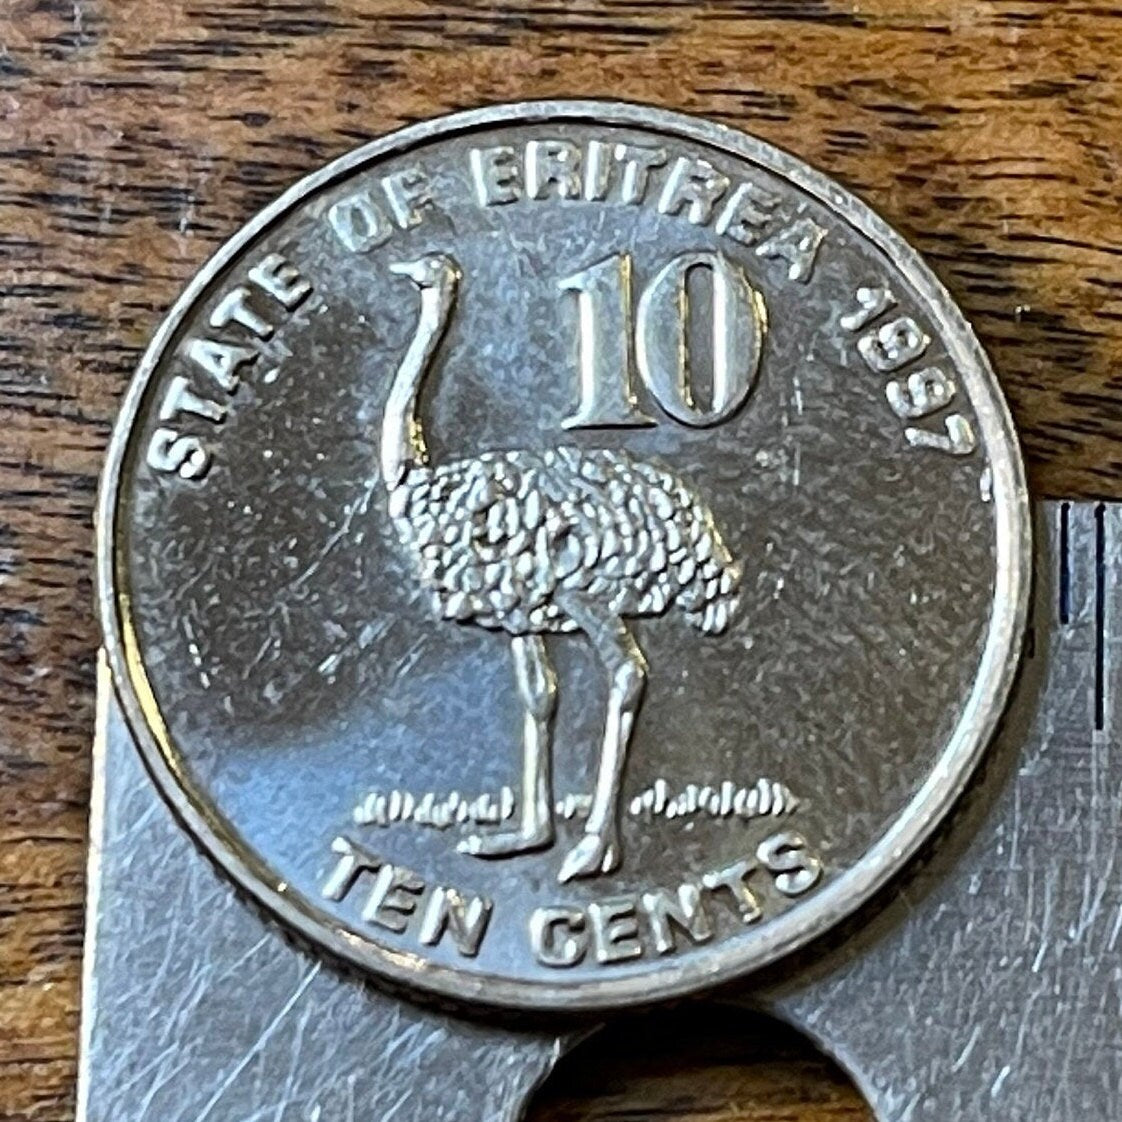 STATE OF ERITREA 1997
10
TEN CENTS